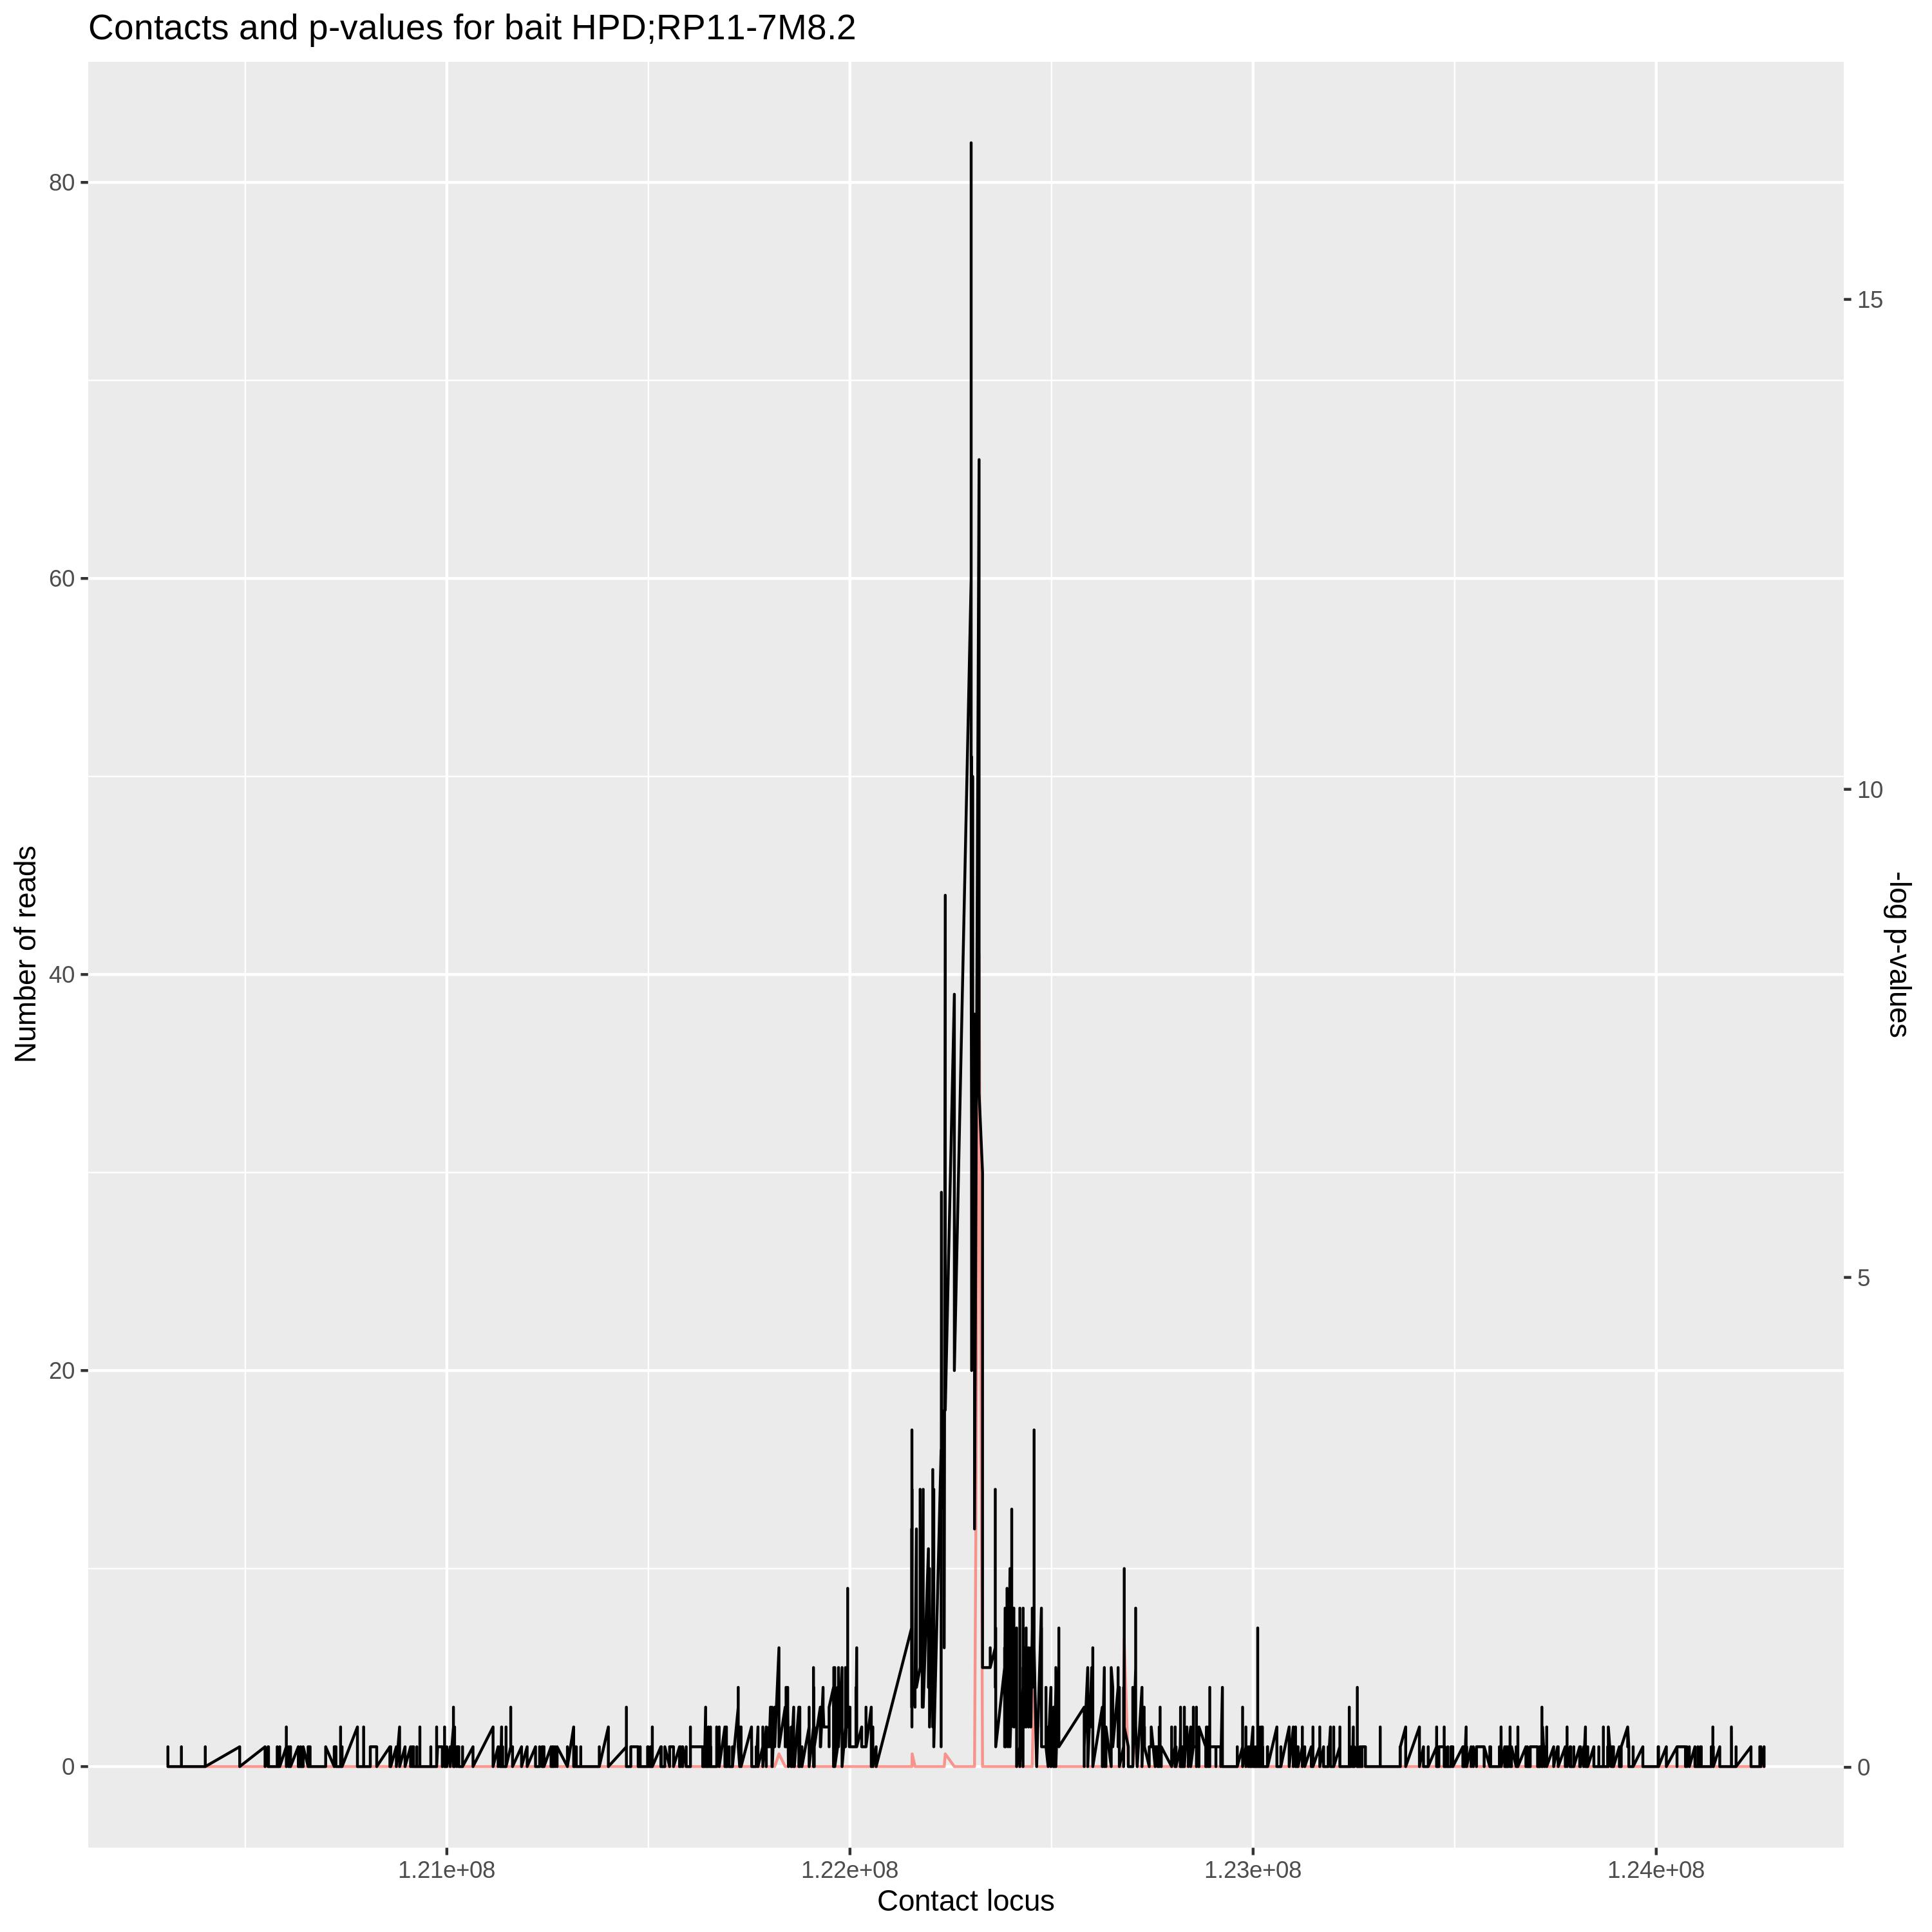 Contacts and p-values for bait HPD;RP11-7M8.2
80
60
40
20
0
Number of reads
15
10
5
0
-log p-values
1.21e+08
1.22e+08
1.23e+08
1.24e+08
Contact locus